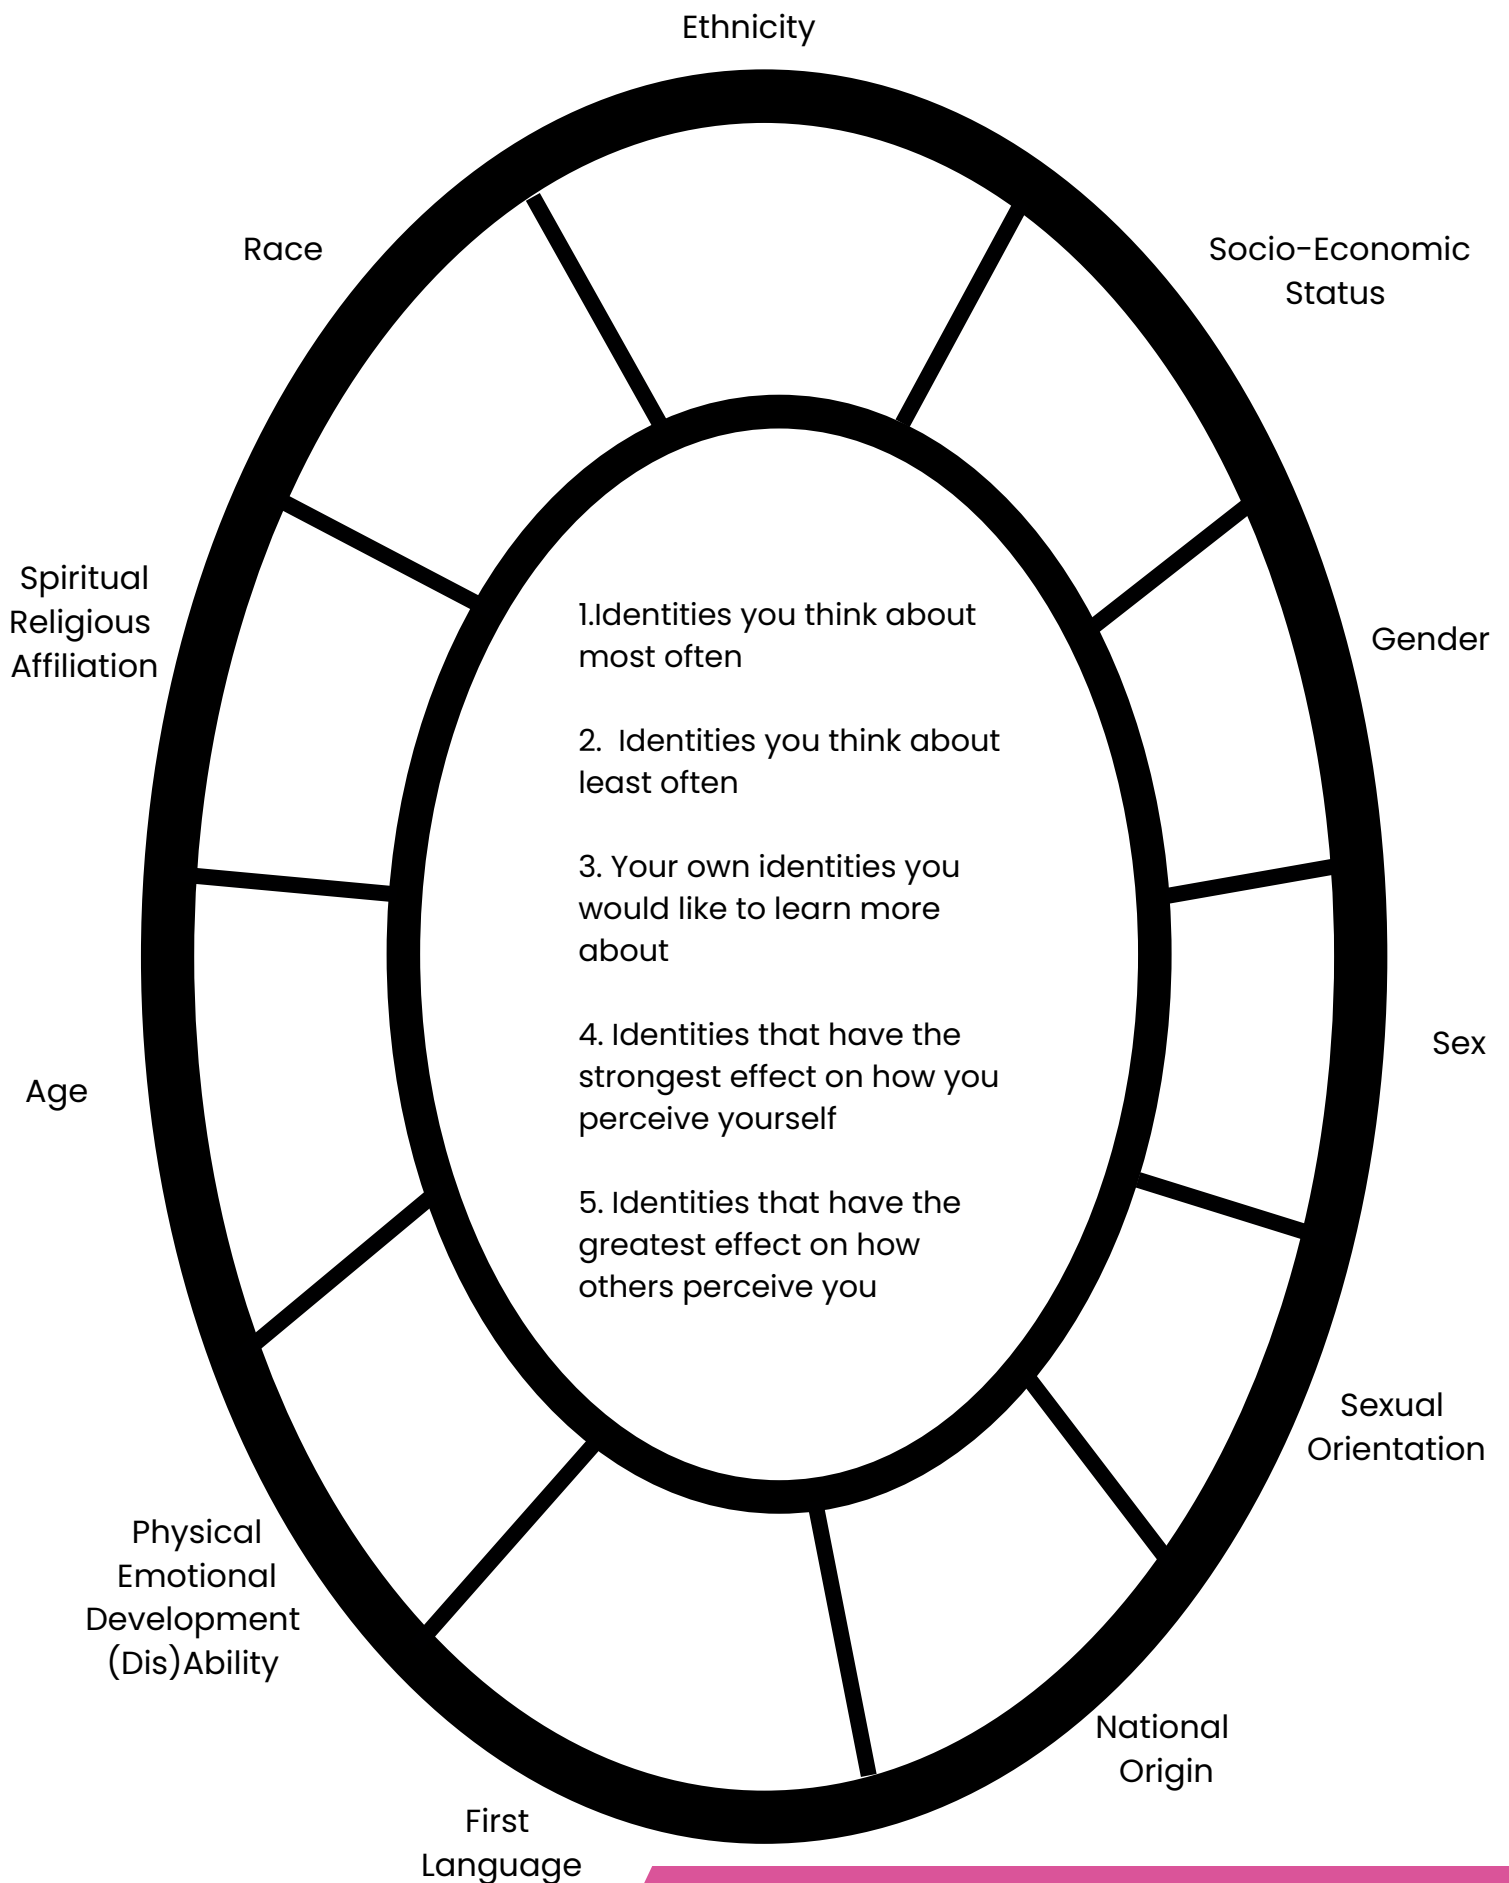 Ethnicity
Race
Socio-Economic
Status
Spiritual
Religious
Affiliation
Gender
1.Identities you think about
most often
2.  Identities you think about
least often
3. Your own identities you
would like to learn more
about
4. Identities that have the
strongest effect on how you
perceive yourself
5. Identities that have the
greatest effect on how
others perceive you
Sex
Age
Sexual
Orientation
Physical
Emotional
Development
(Dis)Ability
National
Origin
First
Language